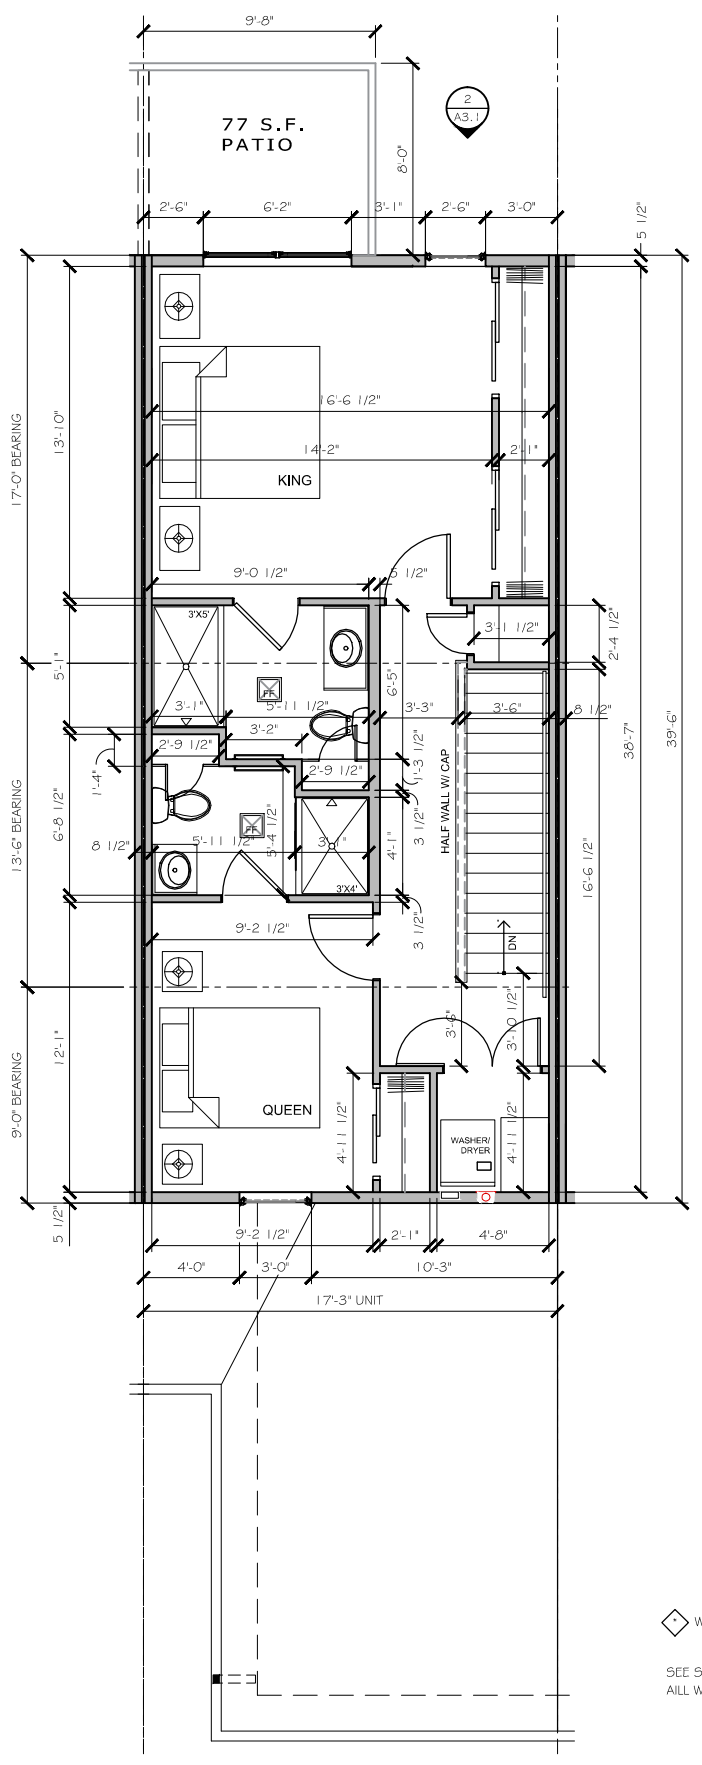 9'-8"
2
A3.1
77 S.F.
PATIO
8'-0"
2'-6"
6'-2"
3'-1"
2'-6"
3'-0"
5 1/2"
16'-6 1/2"
17'-0" BEARING
13'-10"
14'-2"
2'-1"
KING
9'-0 1/2"
5 1/2"
3'X5'
3'-1 1/2"
2'-4 1/2"
5'-1"
6'-5"
FF
3'-1"
5'-11 1/2"
3'-3"
3'-6"
8 1/2"
3'-2"
2'-9 1/2"
38'-7"
39'-6"
1'-3 1/2"
2'-9 1/2"
1'-4"
HALF WALL W/ CAP
13'-6" BEARING
6'-8 1/2"
FF
5'-4 1/2"
3 1/2"
8 1/2"
5'-11 1/2"
3'-1"
4'-1"
16'-6 1/2"
3'X4'
9'-2 1/2"
3 1/2"
DN
3'-6"
3'-10 1/2"
12'-1"
9'-0" BEARING
QUEEN
4'-11 1/2"
WASHER/
DRYER
4'-11 1/2"
5 1/2"
9'-2 1/2"
2'-1"
4'-8"
4'-0"
3'-0"
10'-3"
17'-3" UNIT
W
SEE S
AILL W